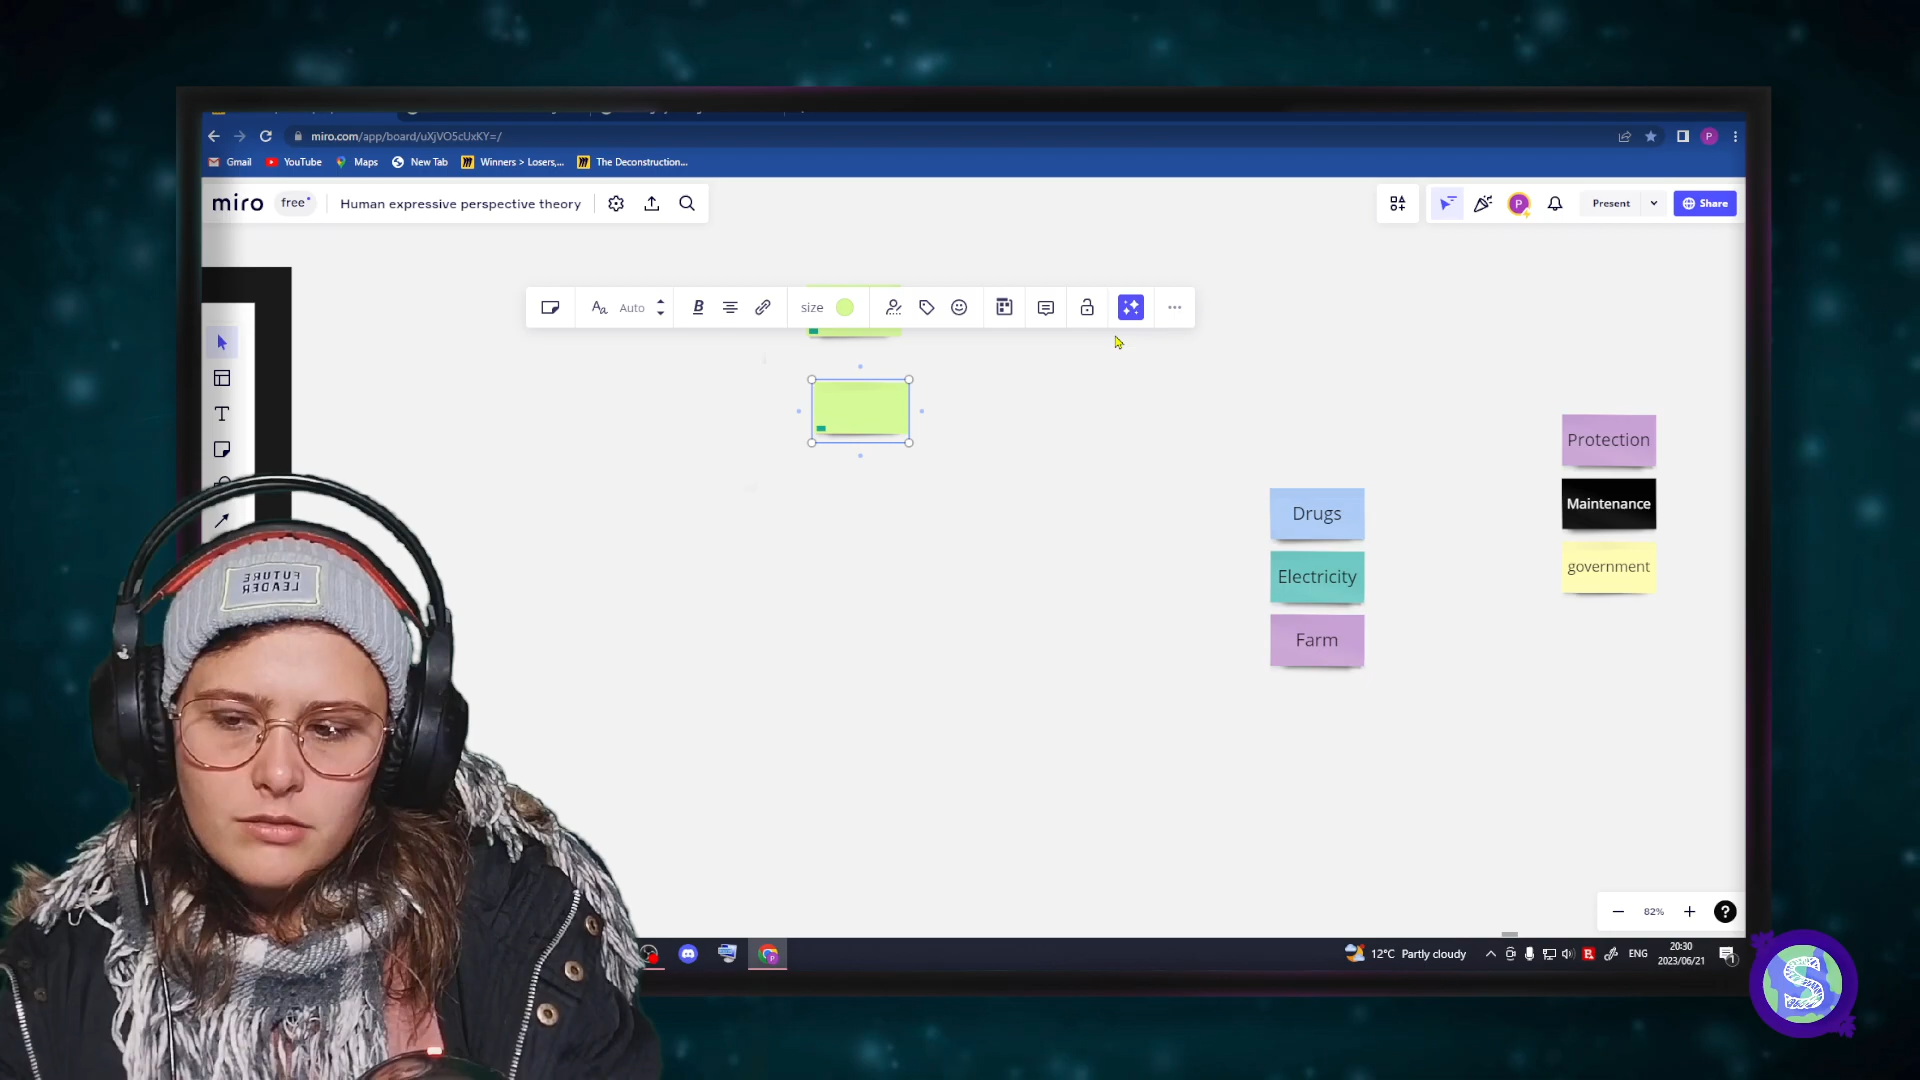 miro.com/app/board/uXjVO5cUxKY=/
Gmail YouTube Maps New Tab Winners > Losers,... The Deconstruction...
miro free Human expressive perspective theory Present Share
Auto B size
Protection
Maintenance
government
Drugs
Electricity
Farm
FUTURE
LEADER
82%
12°C Partly cloudy ENG 20:30
2023/06/21
S